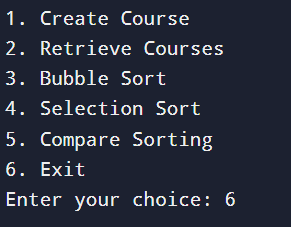 1. Create Course
2. Retrieve Courses
3. Bubble Sort
4. Selection Sort
5. Compare Sorting
6. Exit
Enter your choice: 6